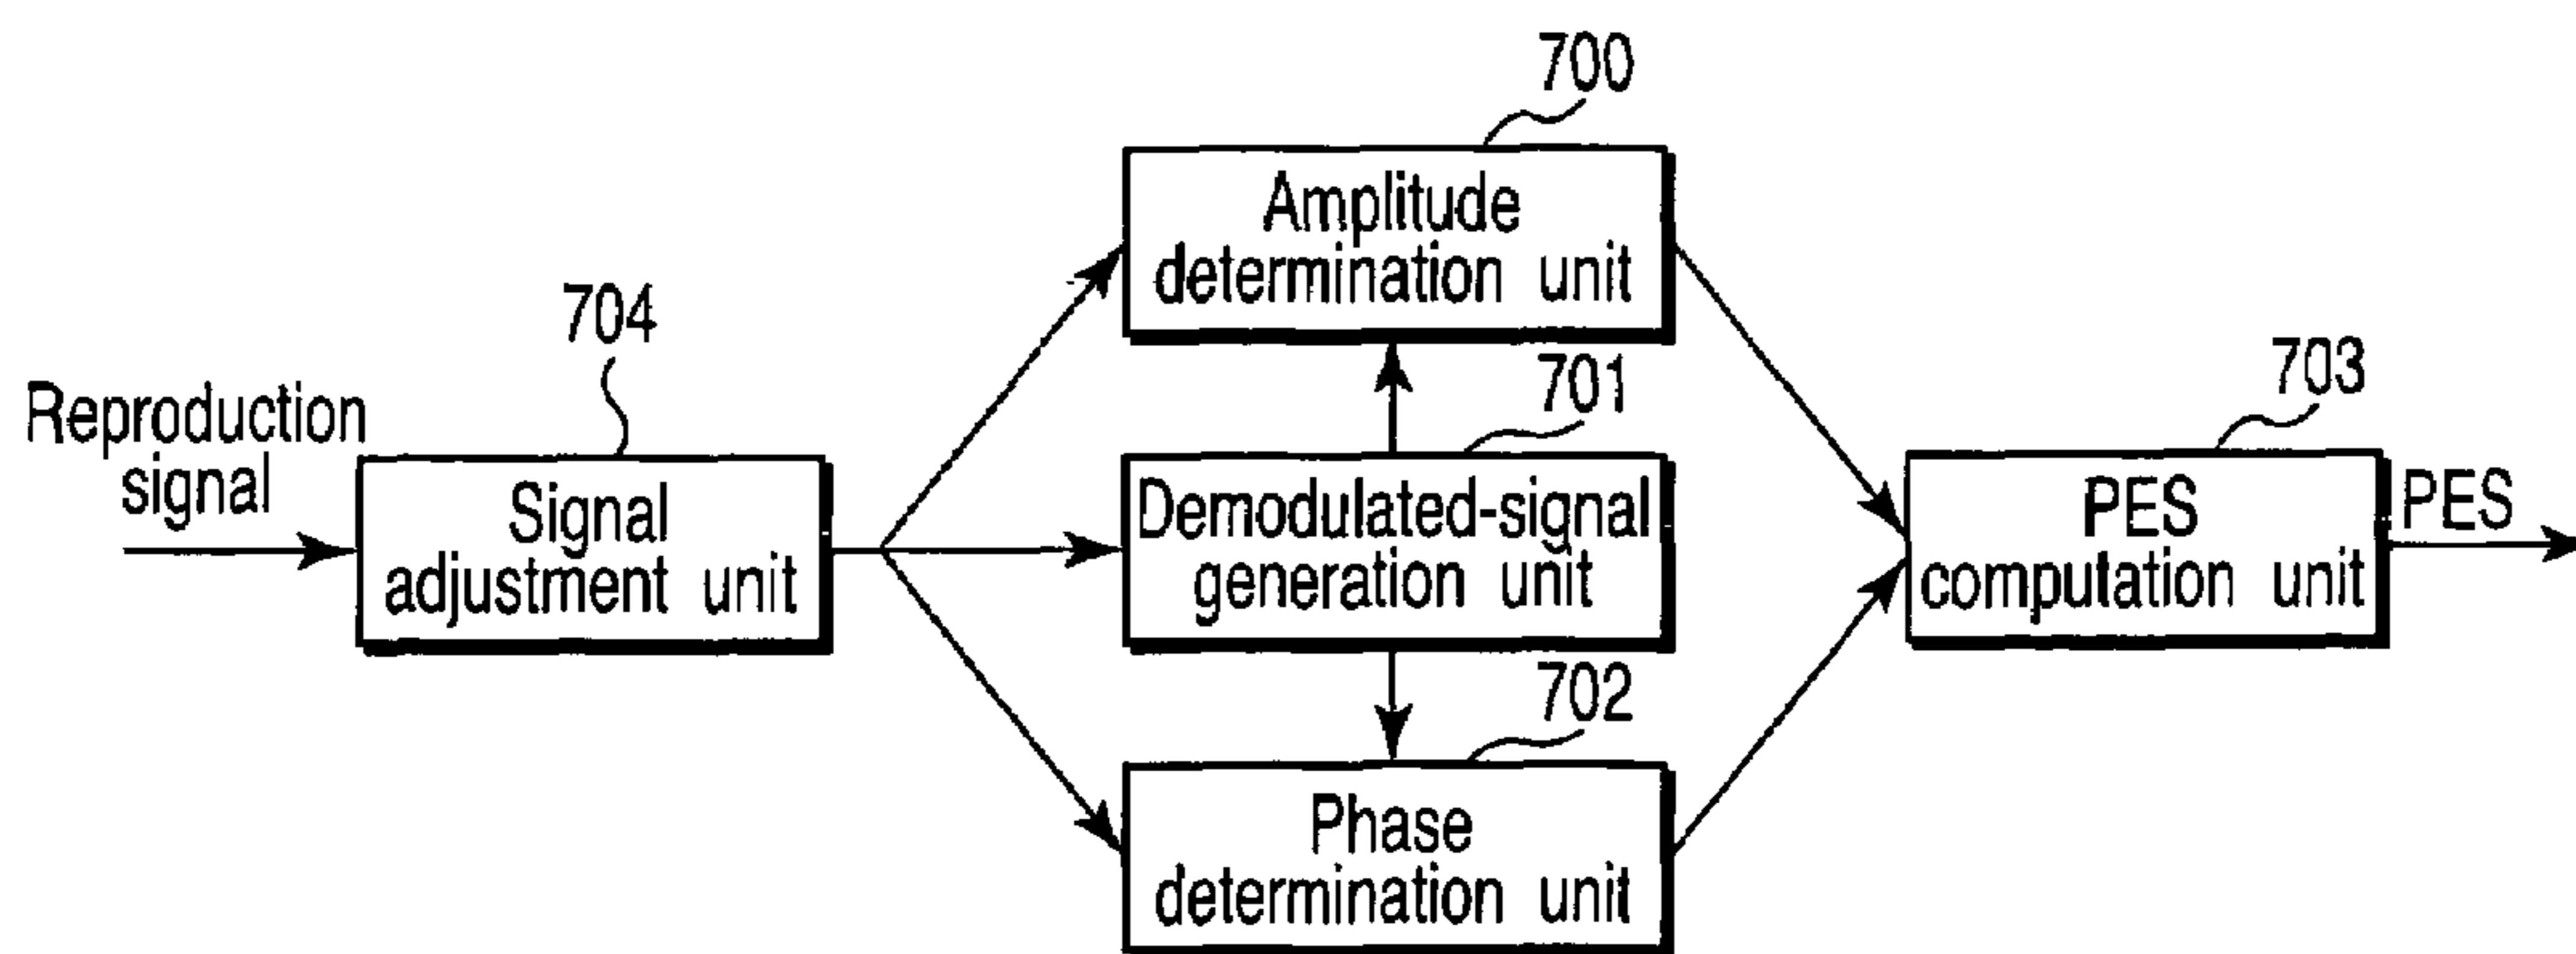 700
Amplitude
determination unit
704
Reproduction
signal
Signal
adjustment unit
701
Demodulated-signal
generation unit
703
PES
computation unit
PES
702
Phase
determination unit